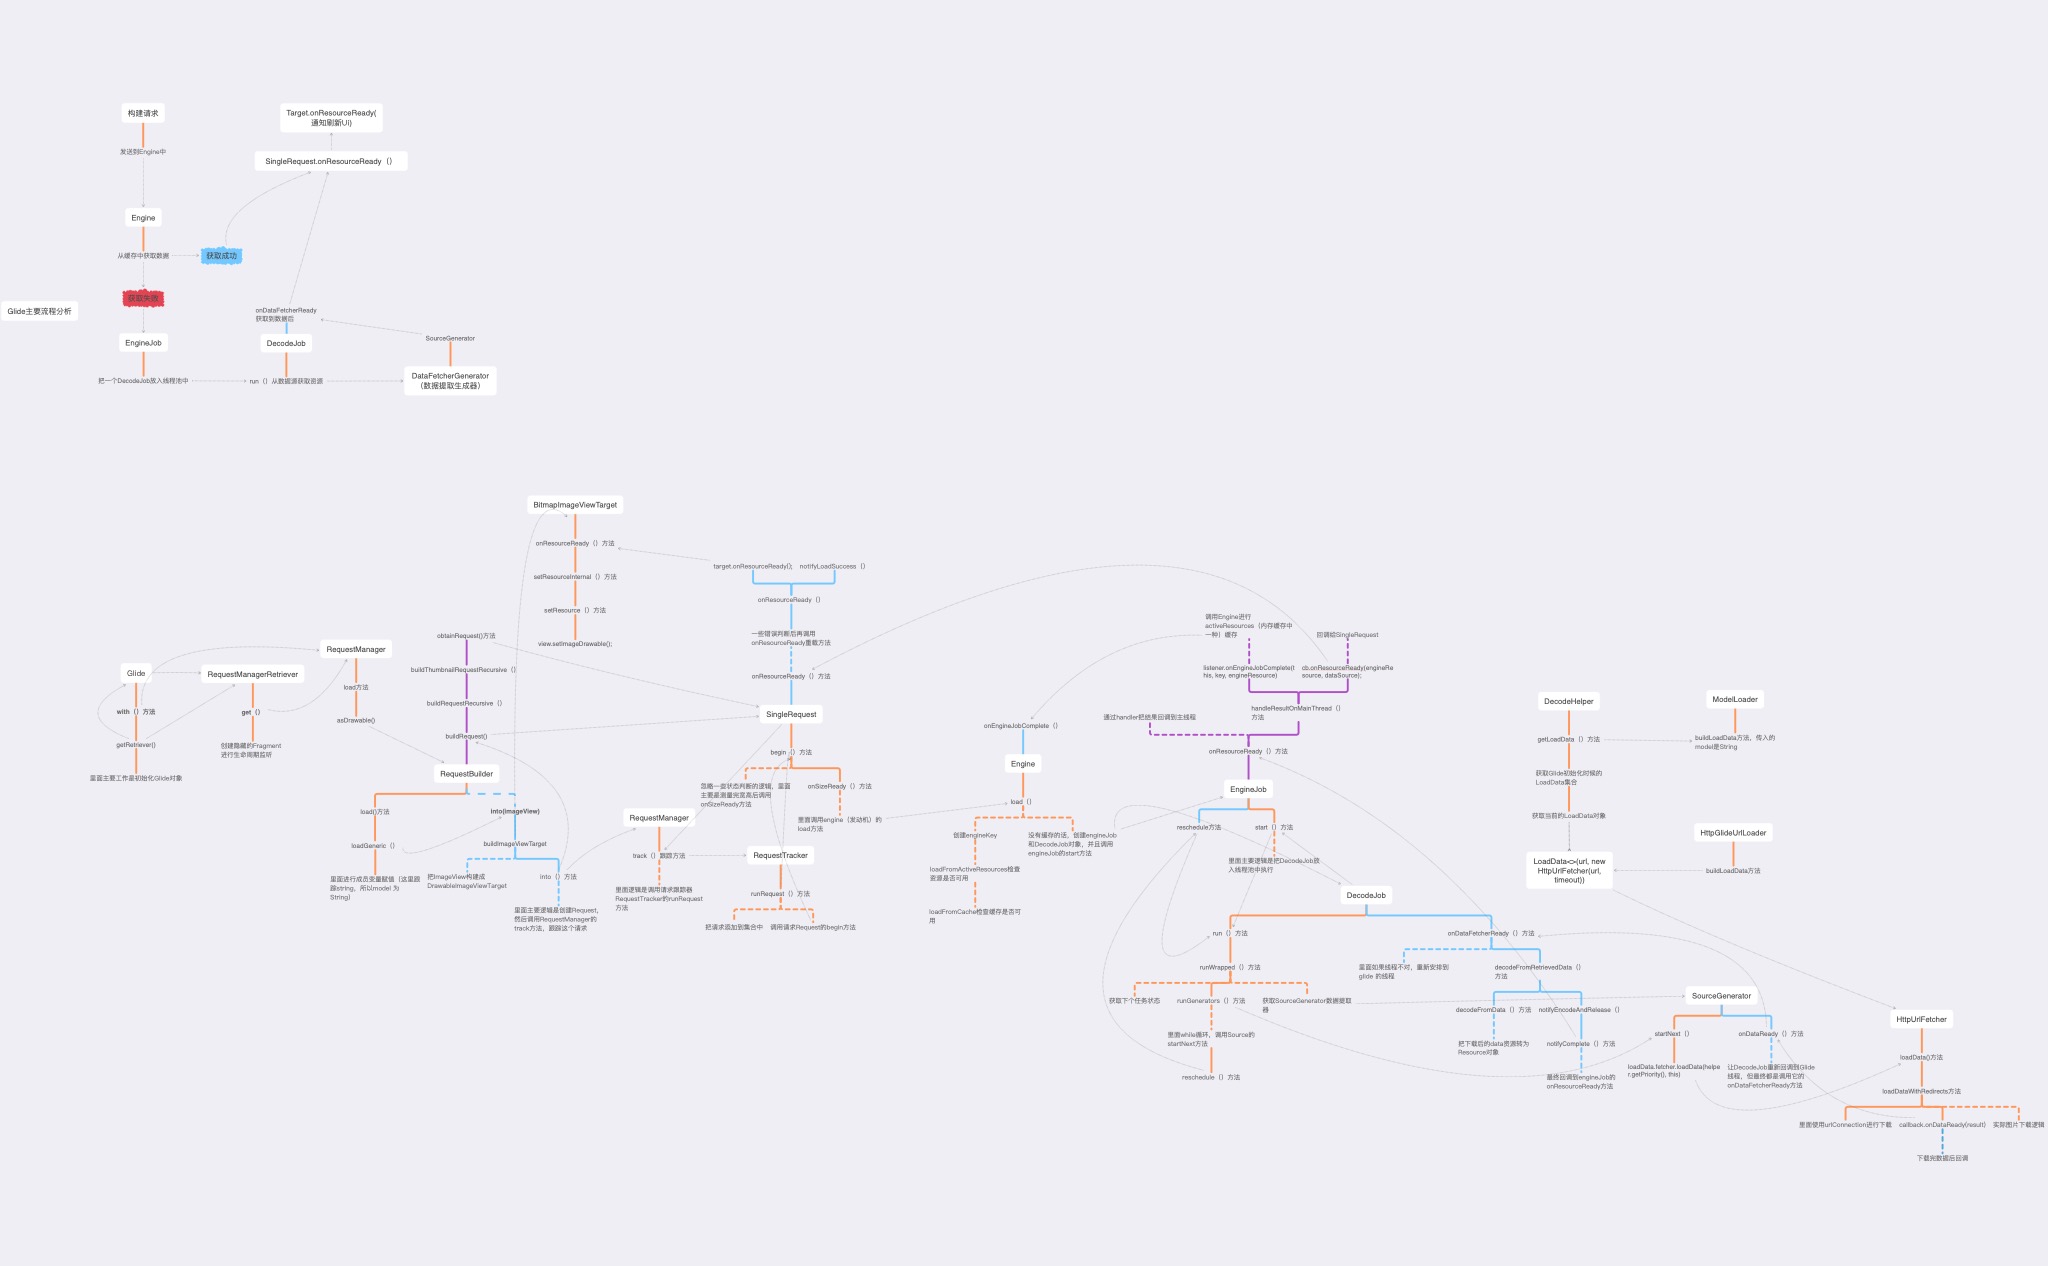 构建请求
发送到Engine中
Engine
从缓存中获取数据
获取成功
获取失败
Glide主要流程分析
EngineJob
把一个DecodeJob放入线程池中
Target.onResourceReady(
通知刷新Ui)
SingleRequest.onResourceReady（）
onDataFetcherReady
获取到数据后
DecodeJob
run（）从数据源获取资源
SourceGenerator
DataFetcherGenerator
（数据提取生成器）
Glide
with（）方法
getRetriever()
里面主要工作是初始化Glide对象
RequestManagerRetriever
get（）
创建隐藏的Fragment
进行生命周期监听
RequestManager
load方法
asDrawable()
obtainRequest()方法
buildThumbnailRequestRecursive（）
buildRequestRecursive（）
buildRequest()
RequestBuilder
load()方法
loadGeneric（）
里面进行成员变量赋值（这里跟
踪string，所以model 为
String)
into(imageView)
buildImageViewTarget
把ImageView构建成
DrawableImageViewTarget
into（）方法
里面主要逻辑是创建Request,
然后调用RequestManager的
track方法，跟踪这个请求
BitmapImageViewTarget
onResourceReady（）方法
setResourceInternal（）方法
setResource（）方法
view.setImageDrawable();
target.onResourceReady();
notifyLoadSuccess（）
onResourceReady（）
一些错误判断后再调用
onResourceReady重载方法
onResourceReady（）方法
SingleRequest
begin（）方法
忽略一些状态判断的逻辑，里面
主要是测量完宽高后调用
onSizeReady方法
onSizeReady（）方法
里面调用engine（发动机）的
load方法
RequestManager
track（）跟踪方法
里面逻辑是调用请求跟踪器
RequestTracker的runRequest
方法
RequestTracker
runRequest（）方法
把请求添加到集合中
调用请求Request的begin方法
onEngineJobComplete（）
Engine
load（）
创建engineKey
loadFromActiveResources检查
资源是否可用
loadFromCache检查缓存是否可
用
没有缓存的话，创建engineJob
和DecodeJob对象，并且调用
engineJob的start方法
调用Engine进行
activeResources（内存缓存中
一种）缓存
回调给SingleRequest
listener.onEngineJobComplete(t
his, key, engineResource)
cb.onResourceReady(engineRe
source, dataSource);
handleResultOnMainThread（）
方法
通过handler把结果回调到主线程
onResourceReady（）方法
EngineJob
reschedule方法
start（）方法
里面主要逻辑是把DecodeJob放
入线程池中执行
DecodeJob
run（）方法
runWrapped（）方法
获取下个任务状态
runGenerators（）方法
获取SourceGenerator数据提取
器
里面while循环，调用Source的
startNext方法
reschedule（）方法
onDataFetcherReady（）方法
里面如果线程不对，重新安排到
glide 的线程
decodeFromRetrievedData（）
方法
decodeFromData（）方法
notifyEncodeAndRelease（）
把下载后的data资源转为
Resource对象
notifyComplete（）方法
最终回调到engineJob的
onResourceReady方法
DecodeHelper
getLoadData（）方法
获取Glide初始化时候的
LoadData集合
获取当前的LoadData对象
LoadData<>(url, new
HttpUrlFetcher(url,
timeout))
ModelLoader
buildLoadData方法，传入的
model是String
HttpGlideUrlLoader
buildLoadData方法
SourceGenerator
startNext（）
loadData.fetcher.loadData(helpe
r.getPriority(), this)
onDataReady（）方法
让DecodeJob重新回调到Glide
线程，但最终都是调用它的
onDataFetcherReady方法
HttpUrlFetcher
loadData()方法
loadDataWithRedirects方法
里面使用urlConnection进行下载
callback.onDataReady(result)
实际图片下载逻辑
下载完数据后回调